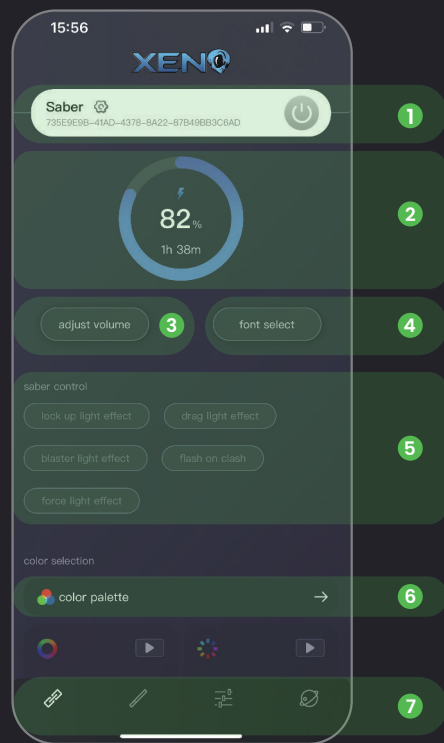 15:56
XENO
Saber
735E9E9B-41AD-4378-8A22-87B49BB3C6AD
1
82%
1h 38m
2
adjust volume 3 font select 4
saber control
lock up light effect drag light effect
blaster light effect flash on clash
force light effect
5
color selection
color palette → 6
7